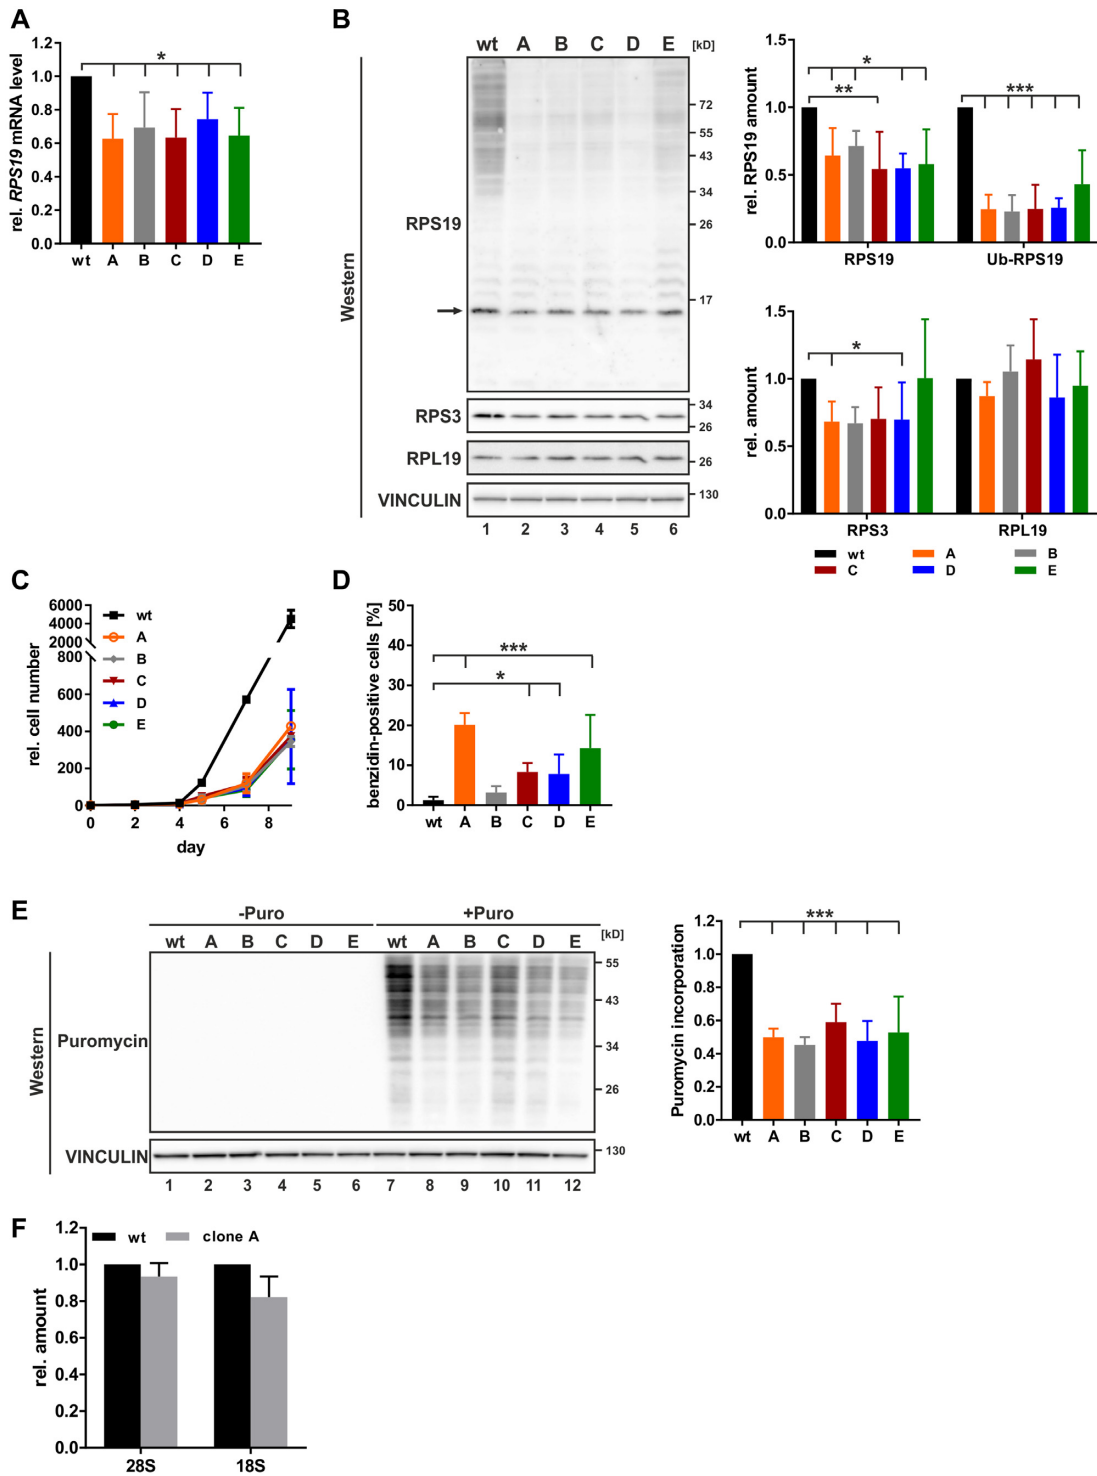 A
rel. RPS19 mRNA level
1.2
1.0
0.8
0.6
0.4
0.2
0.0
*
wt A B C D E
B
Western
wt A B C D E [kD]
RPS19
72
55
43
34
26
17
RPS3
34
26
RPL19
26
VINCULIN
130
1 2 3 4 5 6
rel. RPS19 amount
1.5
1.0
0.5
0.0
*
**
***
RPS19 Ub-RPS19
rel. amount
1.5
1.0
0.5
0.0
*
RPS3 RPL19
wt A B
C D E
C
rel. cell number
6000
4000
2000
800
600
400
200
0
wt
A
B
C
D
E
0 2 4 6 8
day
D
benzidin-positive cells [%]
50
40
30
20
10
0
***
*
wt A B C D E
E
Western
-Puro +Puro
wt A B C D E wt A B C D E [kD]
Puromycin
55
43
34
26
VINCULIN
130
1 2 3 4 5 6 7 8 9 10 11 12
Puromycin incorporation
1.2
1.0
0.8
0.6
0.4
0.2
0.0
***
wt A B C D E
F
rel. amount
1.2
1.0
0.8
0.6
0.4
0.2
0.0
wt clone A
28S 18S